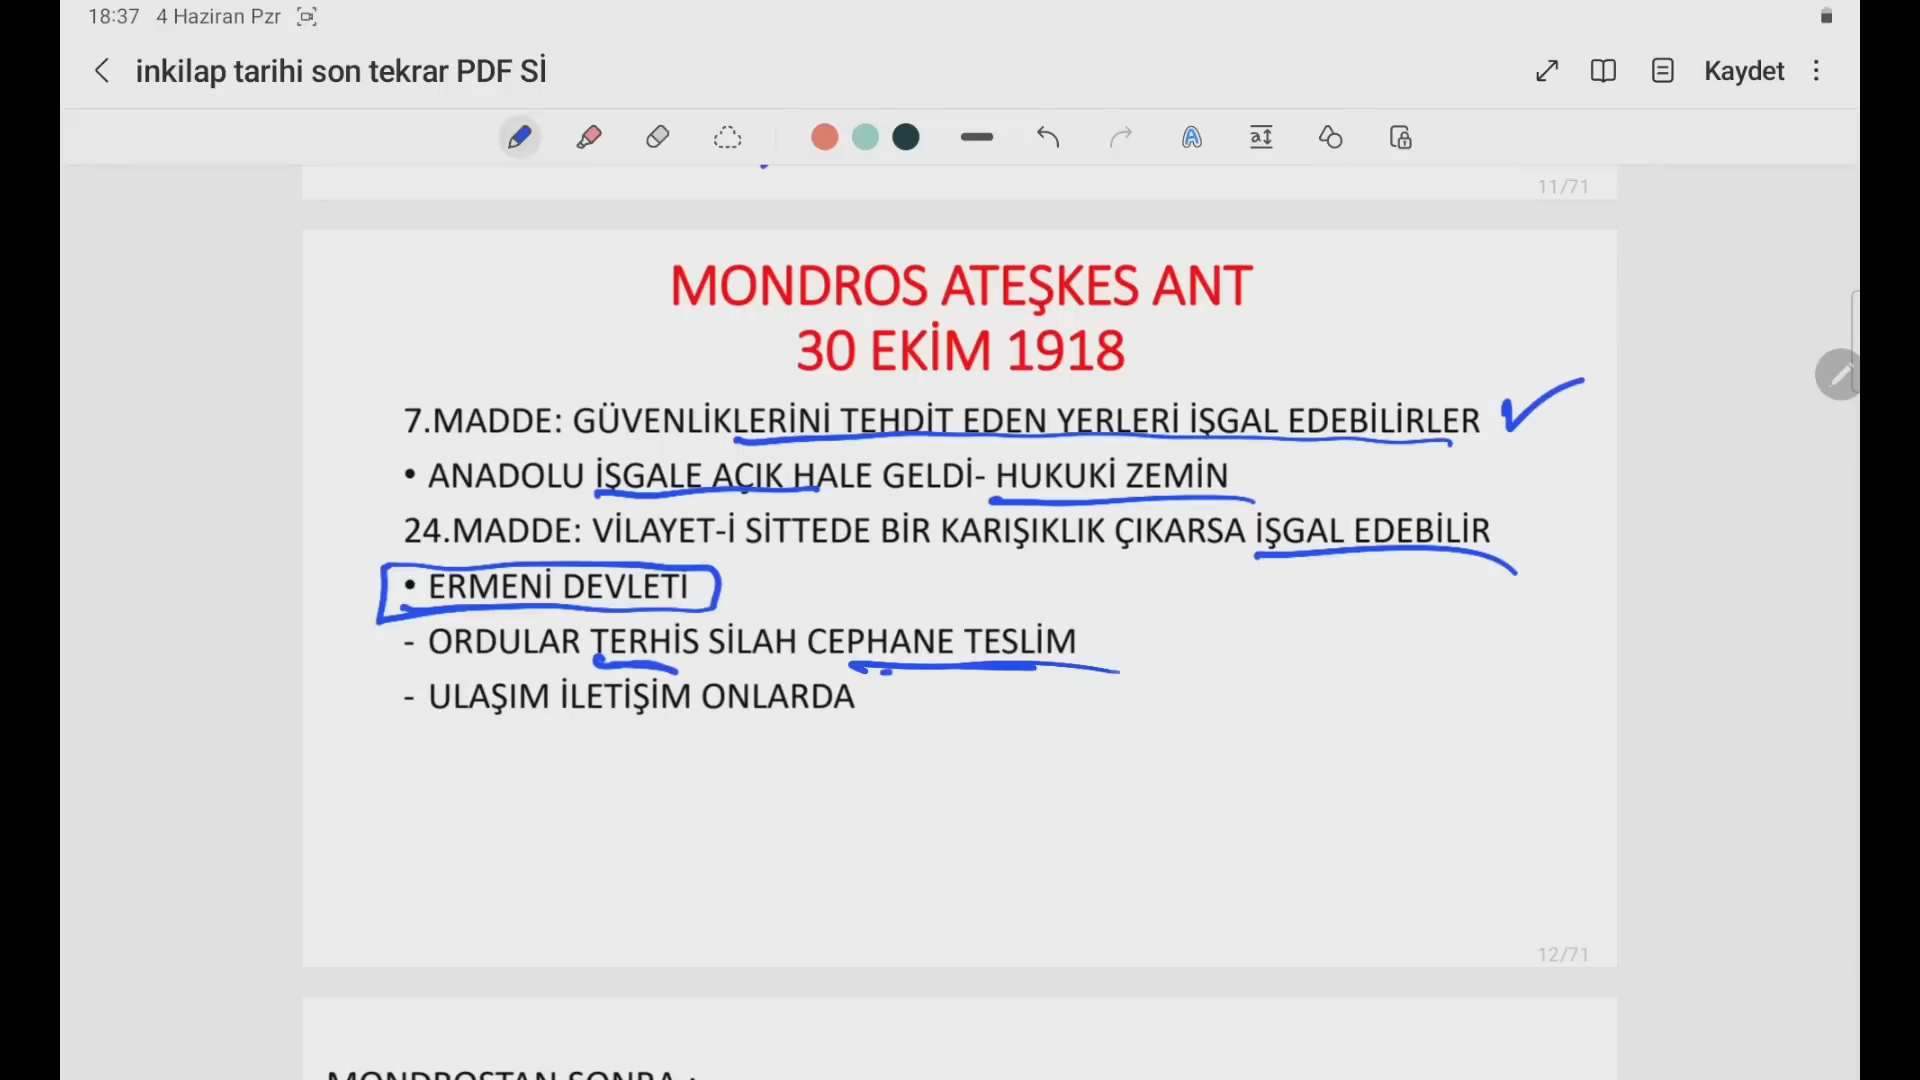 18:37 4 Haziran Pzr
inkilap tarihi son tekrar PDF Sİ
Kaydet
11/71
MONDROS ATEŞKES ANT
30 EKİM 1918
7.MADDE: GÜVENLİKLERİNİ TEHDİT EDEN YERLERİ İŞGAL EDEBİLİRLER
• ANADOLU İŞGALE AÇIK HALE GELDİ- HUKUKİ ZEMİN
24.MADDE: VİLAYET-İ SİTTEDE BİR KARIŞIKLIK ÇIKARSA İŞGAL EDEBİLİR
• ERMENİ DEVLETI
- ORDULAR TERHİS SİLAH CEPHANE TESLİM
- ULAŞIM İLETİŞİM ONLARDA
12/71
MONDROSTAN SONRA :